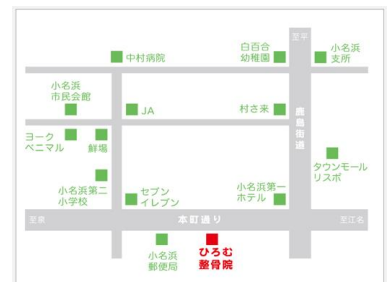 至平
白百合
幼稚園
小名浜
支所
中村病院
小名浜
市民会館
JA
村さ来
鹿島街道
ヨーク
ベニマル
鮮場
タウンモール
リスポ
小名浜第二
小学校
セブン
イレブン
小名浜第一
ホテル
至泉
本町通り
至江名
小名浜
郵便局
ひろむ
整骨院